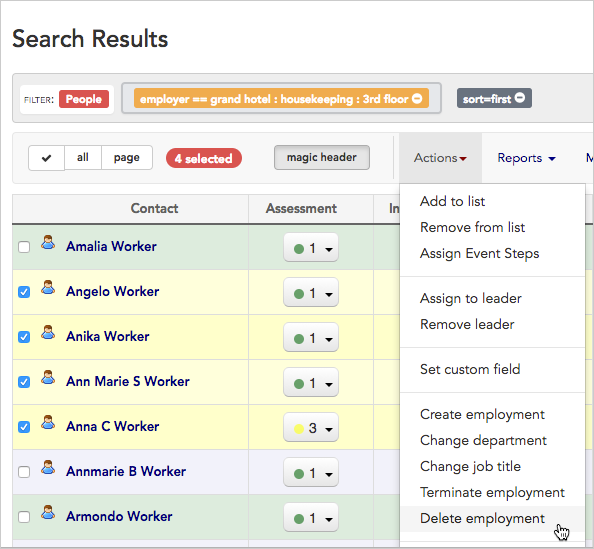 Search Results
FILTER: People employer == grand hotel : housekeeping : 3rd floor sort=first
all page 4 selected magic header Actions Reports
Contact Assessment
Amalia Worker 1
Angelo Worker 1
Anika Worker 1
Ann Marie S Worker 1
Anna C Worker 3
Annmarie B Worker 1
Armondo Worker 1
Add to list
Remove from list
Assign Event Steps
Assign to leader
Remove leader
Set custom field
Create employment
Change department
Change job title
Terminate employment
Delete employment